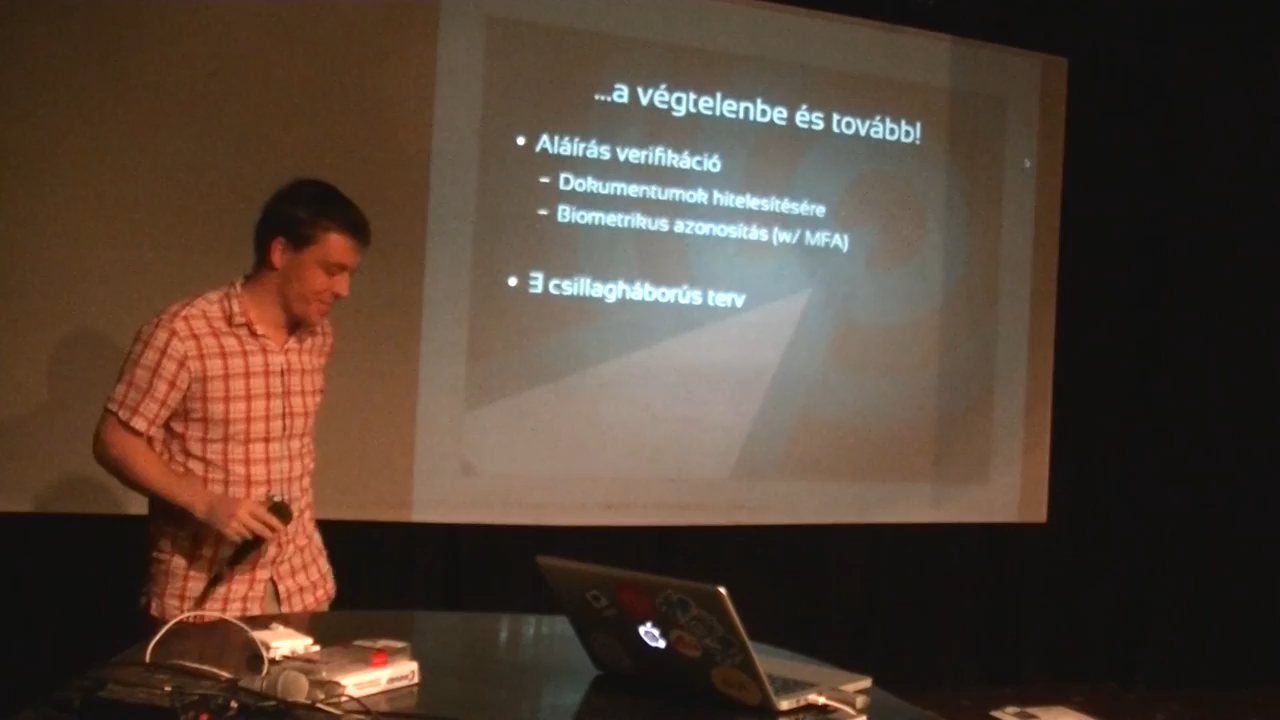 ...a végtelenbe és tovább!
• Aláírás verifikáció
– Dokumentumok hitelesítésére
– Biometrikus azonosítás (w/ MFA)
• ∃ csillagháborús terv